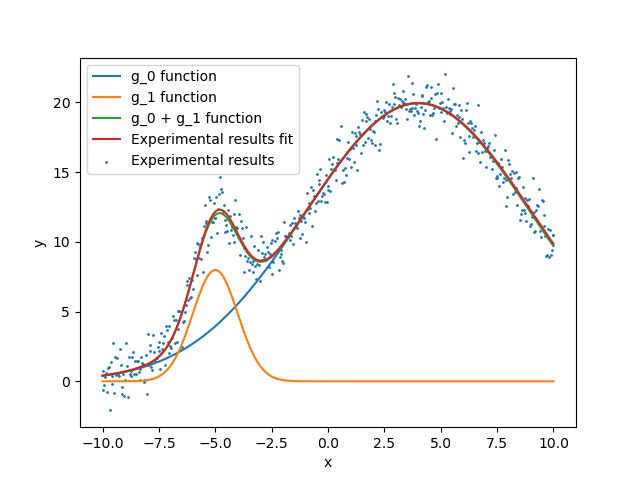 g_0 function
g_1 function
g_0 + g_1 function
Experimental results fit
Experimental results
20
15
10
5
0
y
−10.0 −7.5 −5.0 −2.5 0.0 2.5 5.0 7.5 10.0
x